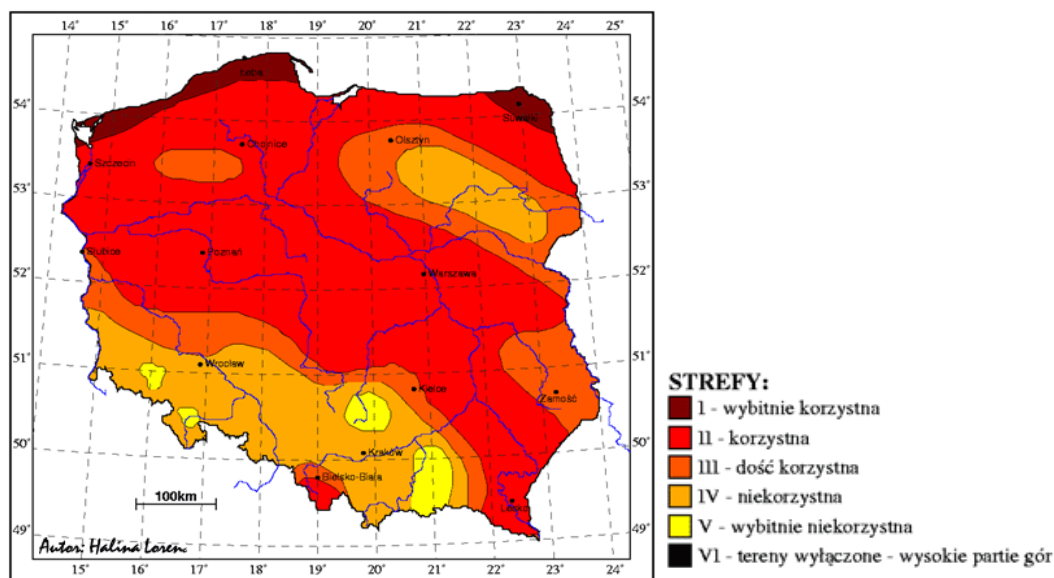 14° 15° 16° 17° 18° 19° 20° 21° 22° 23° 24°
Łeba
54° 54°
Suwałki
Olsztyn
Chojnice
Szczecin
53° 53°
Słubice Poznań
52° Warszawa 52°
51° Wrocław 51°
Kielce
Zamość
50° Kraków 50°
Bielsko-Biała
100km
Lesko
49° 49°
Autor: Halina Lorenc
15° 16° 17° 18° 19° 20° 21° 22° 23°
STREFY:
I - wybitnie korzystna
II - korzystna
III - dość korzystna
IV - niekorzystna
V - wybitnie niekorzystna
VI - tereny wyłączone - wysokie partie gór